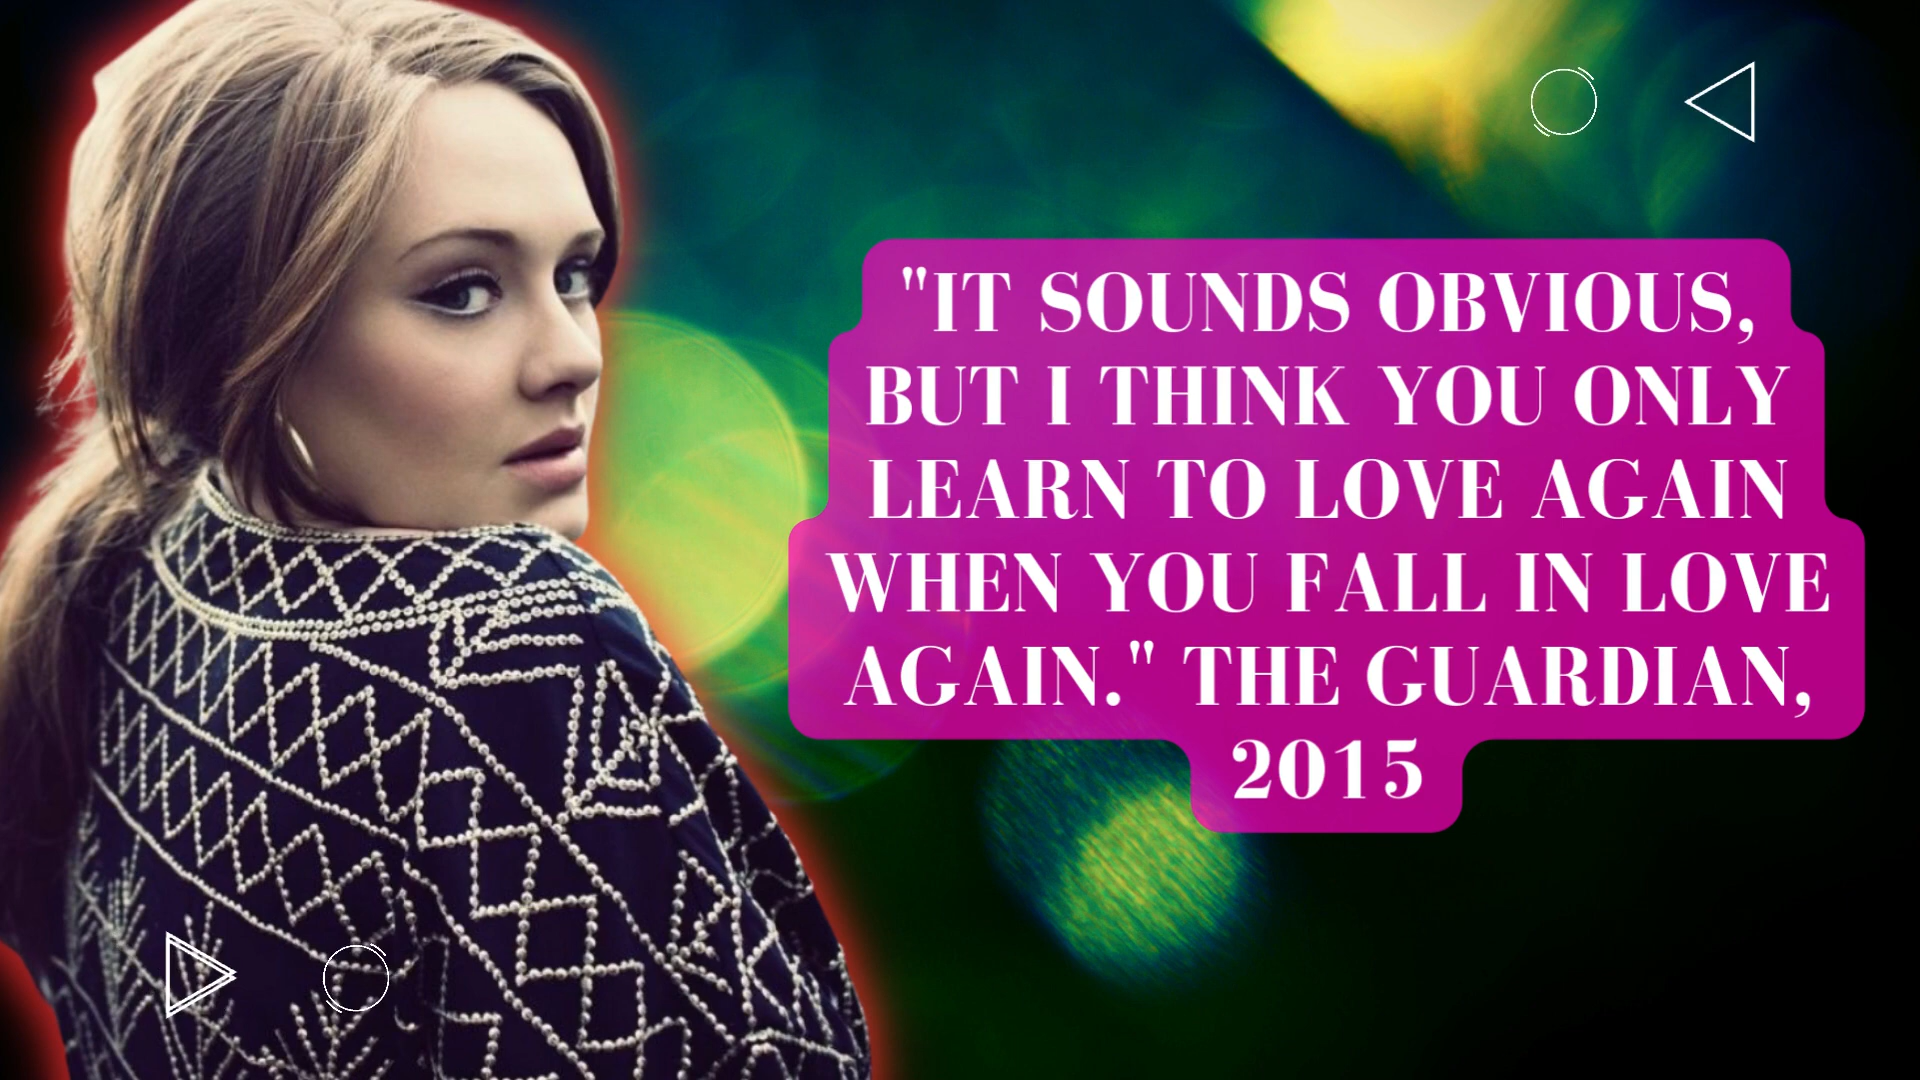 "IT SOUNDS OBVIOUS,
BUT I THINK YOU ONLY
LEARN TO LOVE AGAIN
WHEN YOU FALL IN LOVE
AGAIN." THE GUARDIAN,
2015